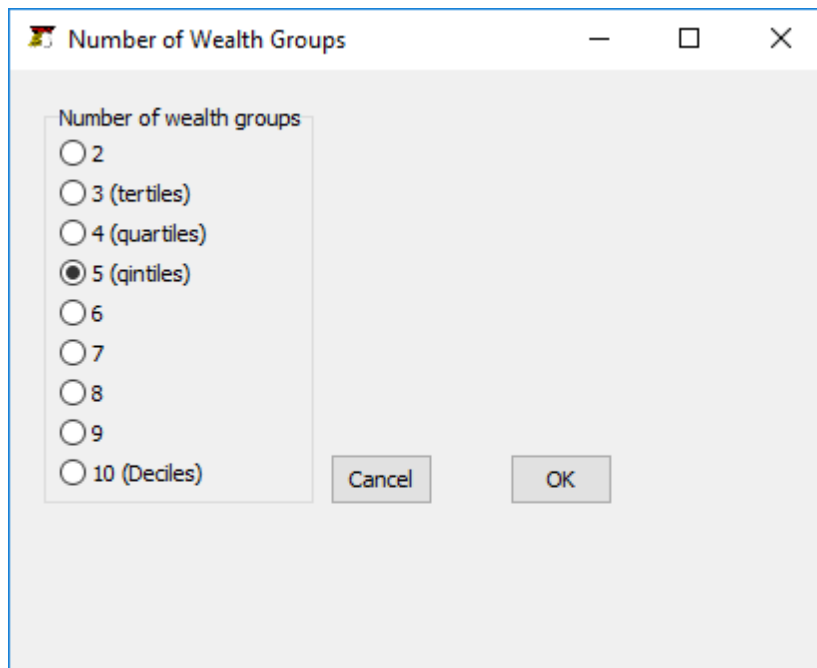 Number of Wealth Groups
Number of wealth groups
2
3 (tertiles)
4 (quartiles)
5 (qintiles)
6
7
8
9
10 (Deciles)
Cancel
OK